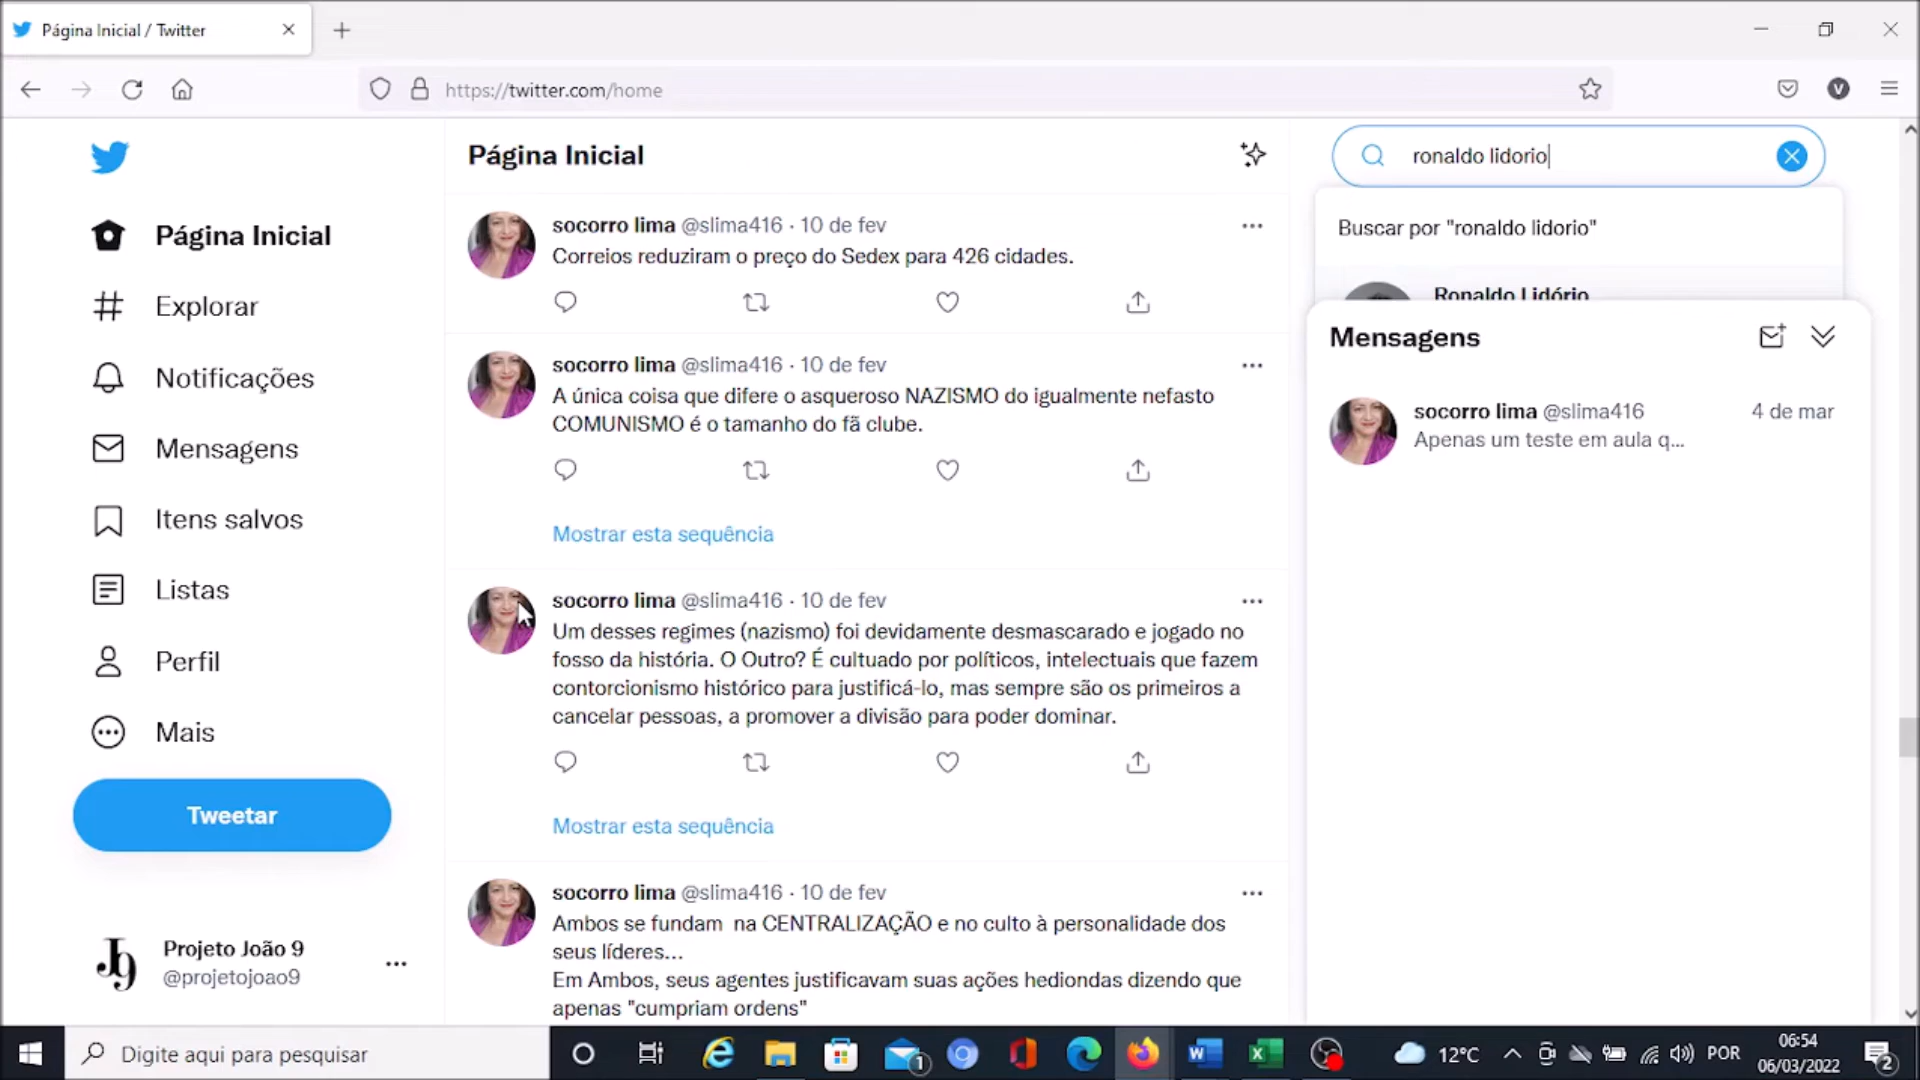 Página Inicial / Twitter
https://twitter.com/home
Página Inicial
Explorar
Notificações
Mensagens
Itens salvos
Listas
Perfil
Mais
Tweetar
Projeto João 9
@projetojoao9
J9
Página Inicial
socorro lima @slima416 · 10 de fev
Correios reduziram o preço do Sedex para 426 cidades.
socorro lima @slima416 · 10 de fev
A única coisa que difere o asqueroso NAZISMO do igualmente nefasto
COMUNISMO é o tamanho do fã clube.
Mostrar esta sequência
socorro lima @slima416 · 10 de fev
Um desses regimes (nazismo) foi devidamente desmascarado e jogado no
fosso da história. O Outro? É cultuado por políticos, intelectuais que fazem
contorcionismo histórico para justificá-lo, mas sempre são os primeiros a
cancelar pessoas, a promover a divisão para poder dominar.
Mostrar esta sequência
socorro lima @slima416 · 10 de fev
Ambos se fundam na CENTRALIZAÇÃO e no culto à personalidade dos
seus líderes...
Em Ambos, seus agentes justificavam suas ações hediondas dizendo que
apenas "cumpriam ordens"
ronaldo lidorio
Buscar por "ronaldo lidorio"
Ronaldo Lidório
Mensagens
socorro lima @slima416 4 de mar
Apenas um teste em aula q...
V
Digite aqui para pesquisar
1
12°C
POR
06:54
06/03/2022
2